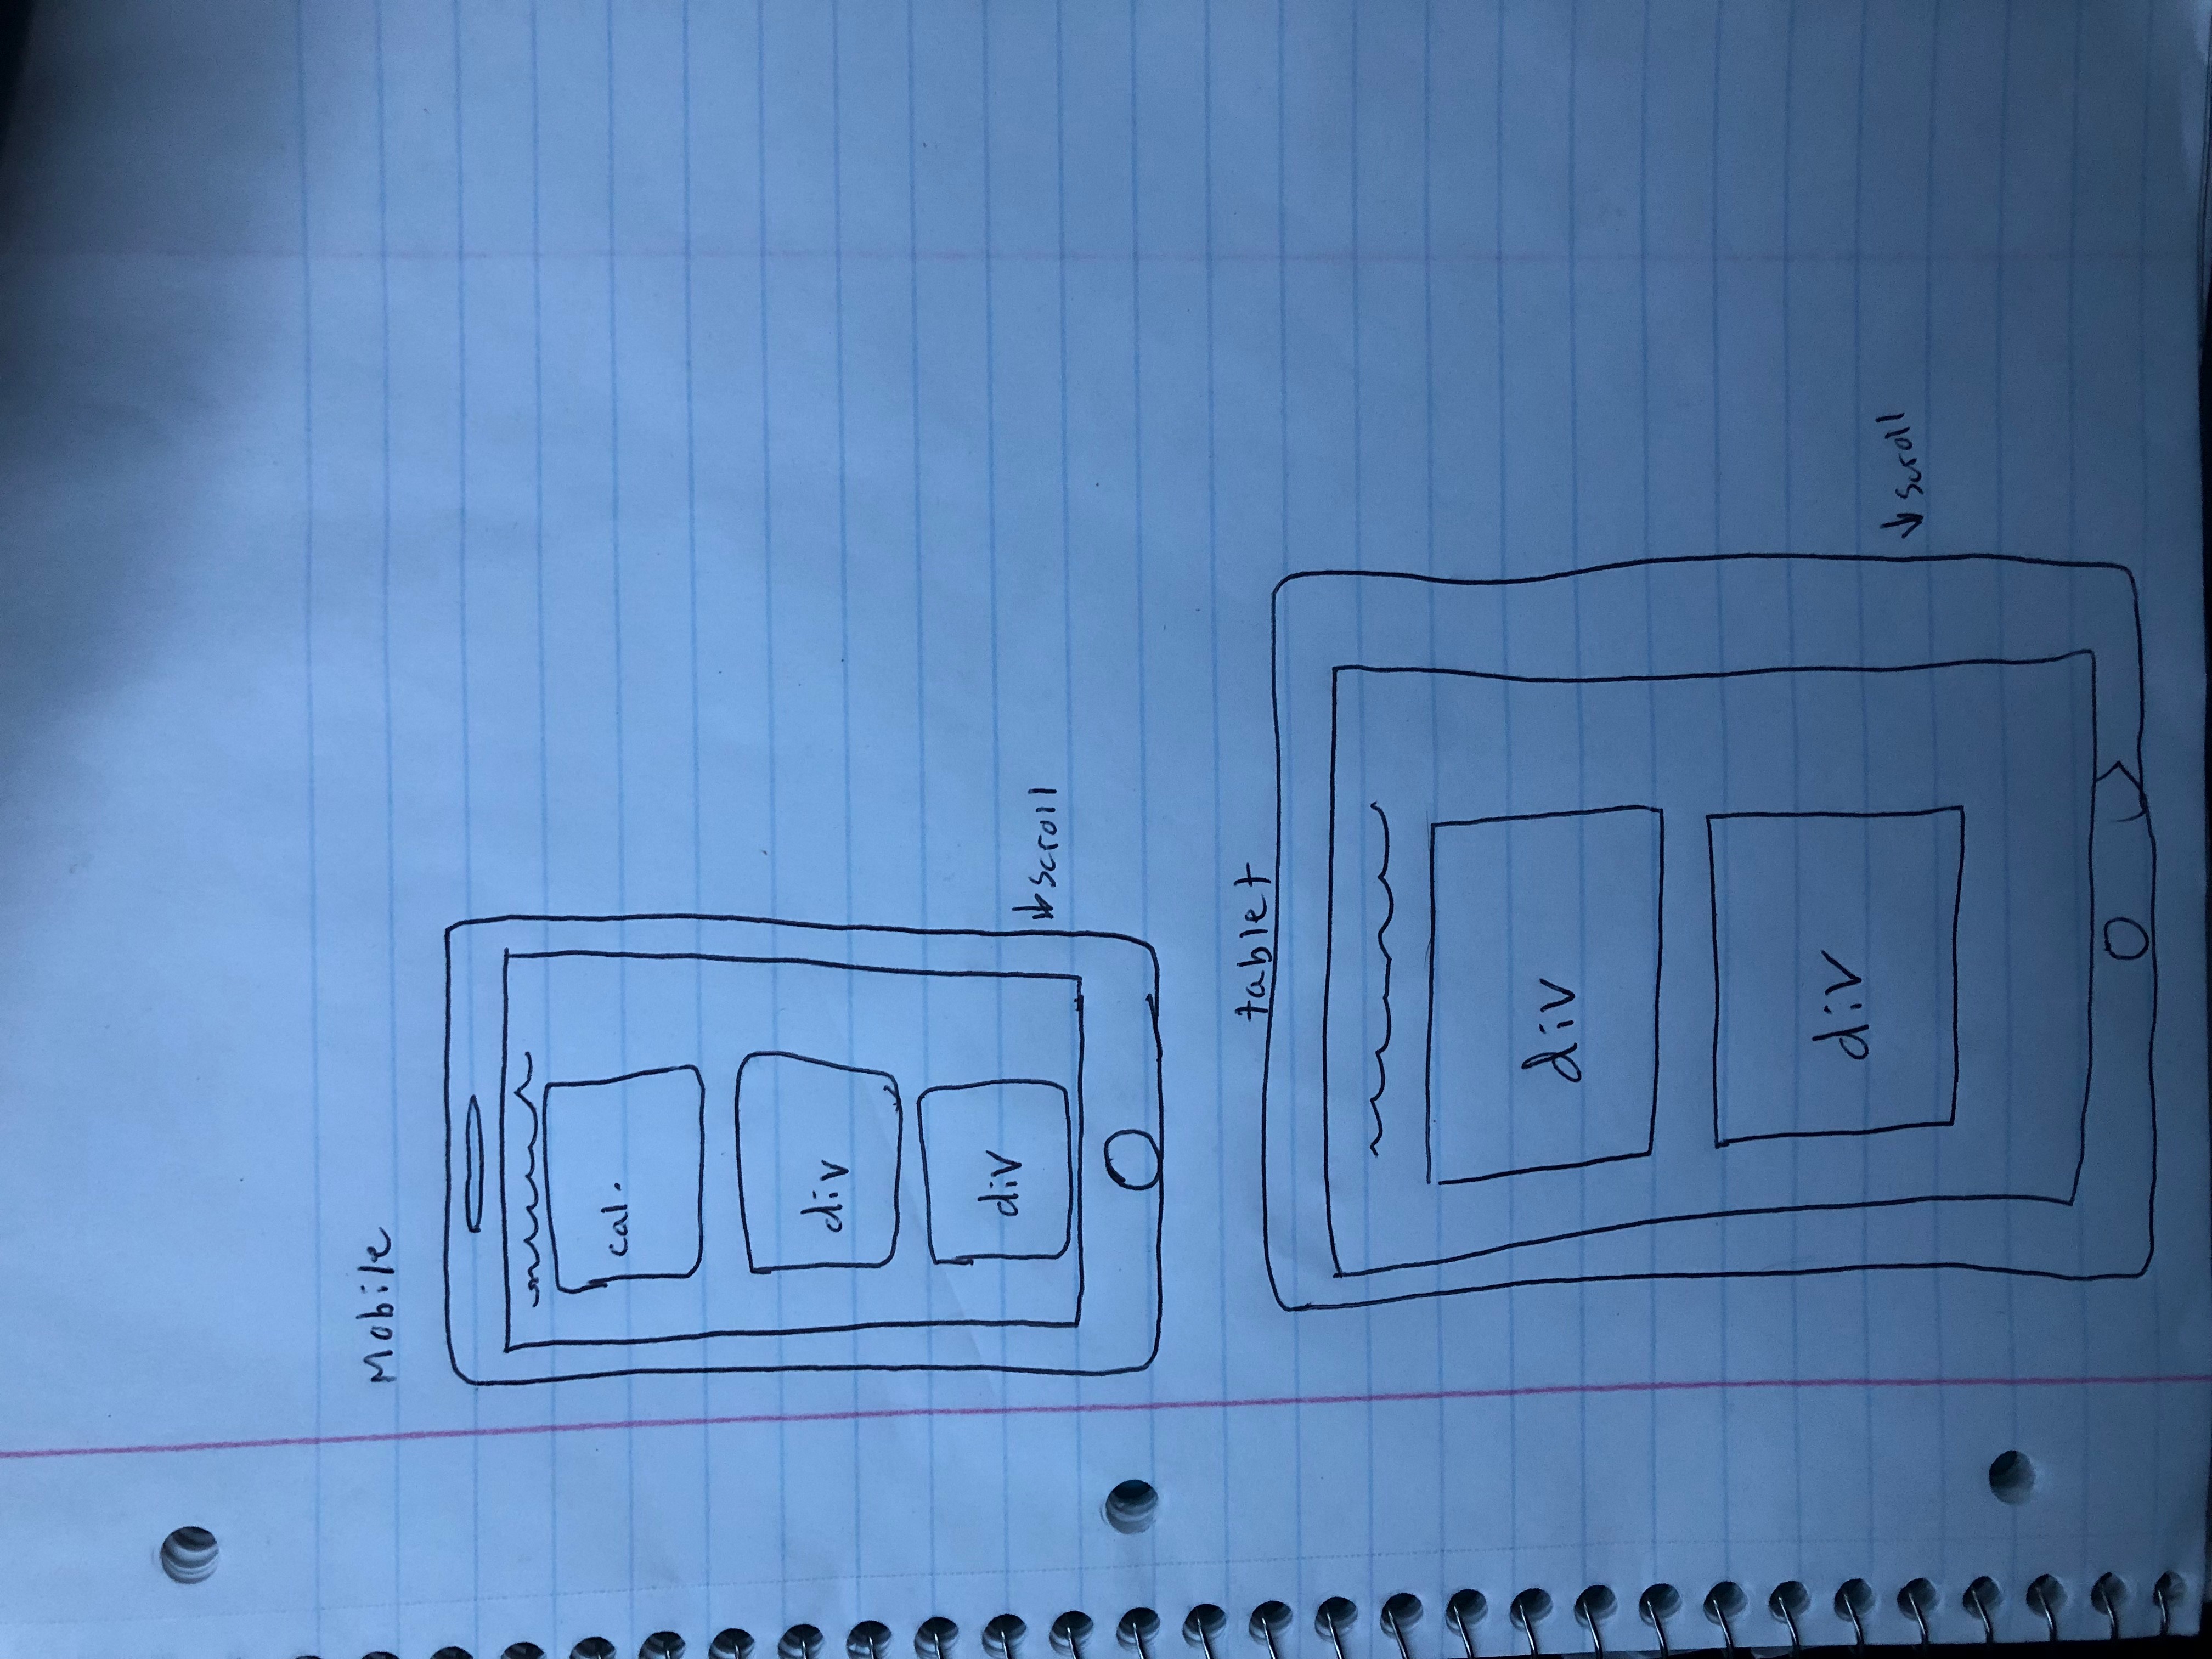 Mobile
cal.
div
div
↓ scroll
tablet
div
div
↓ scroll